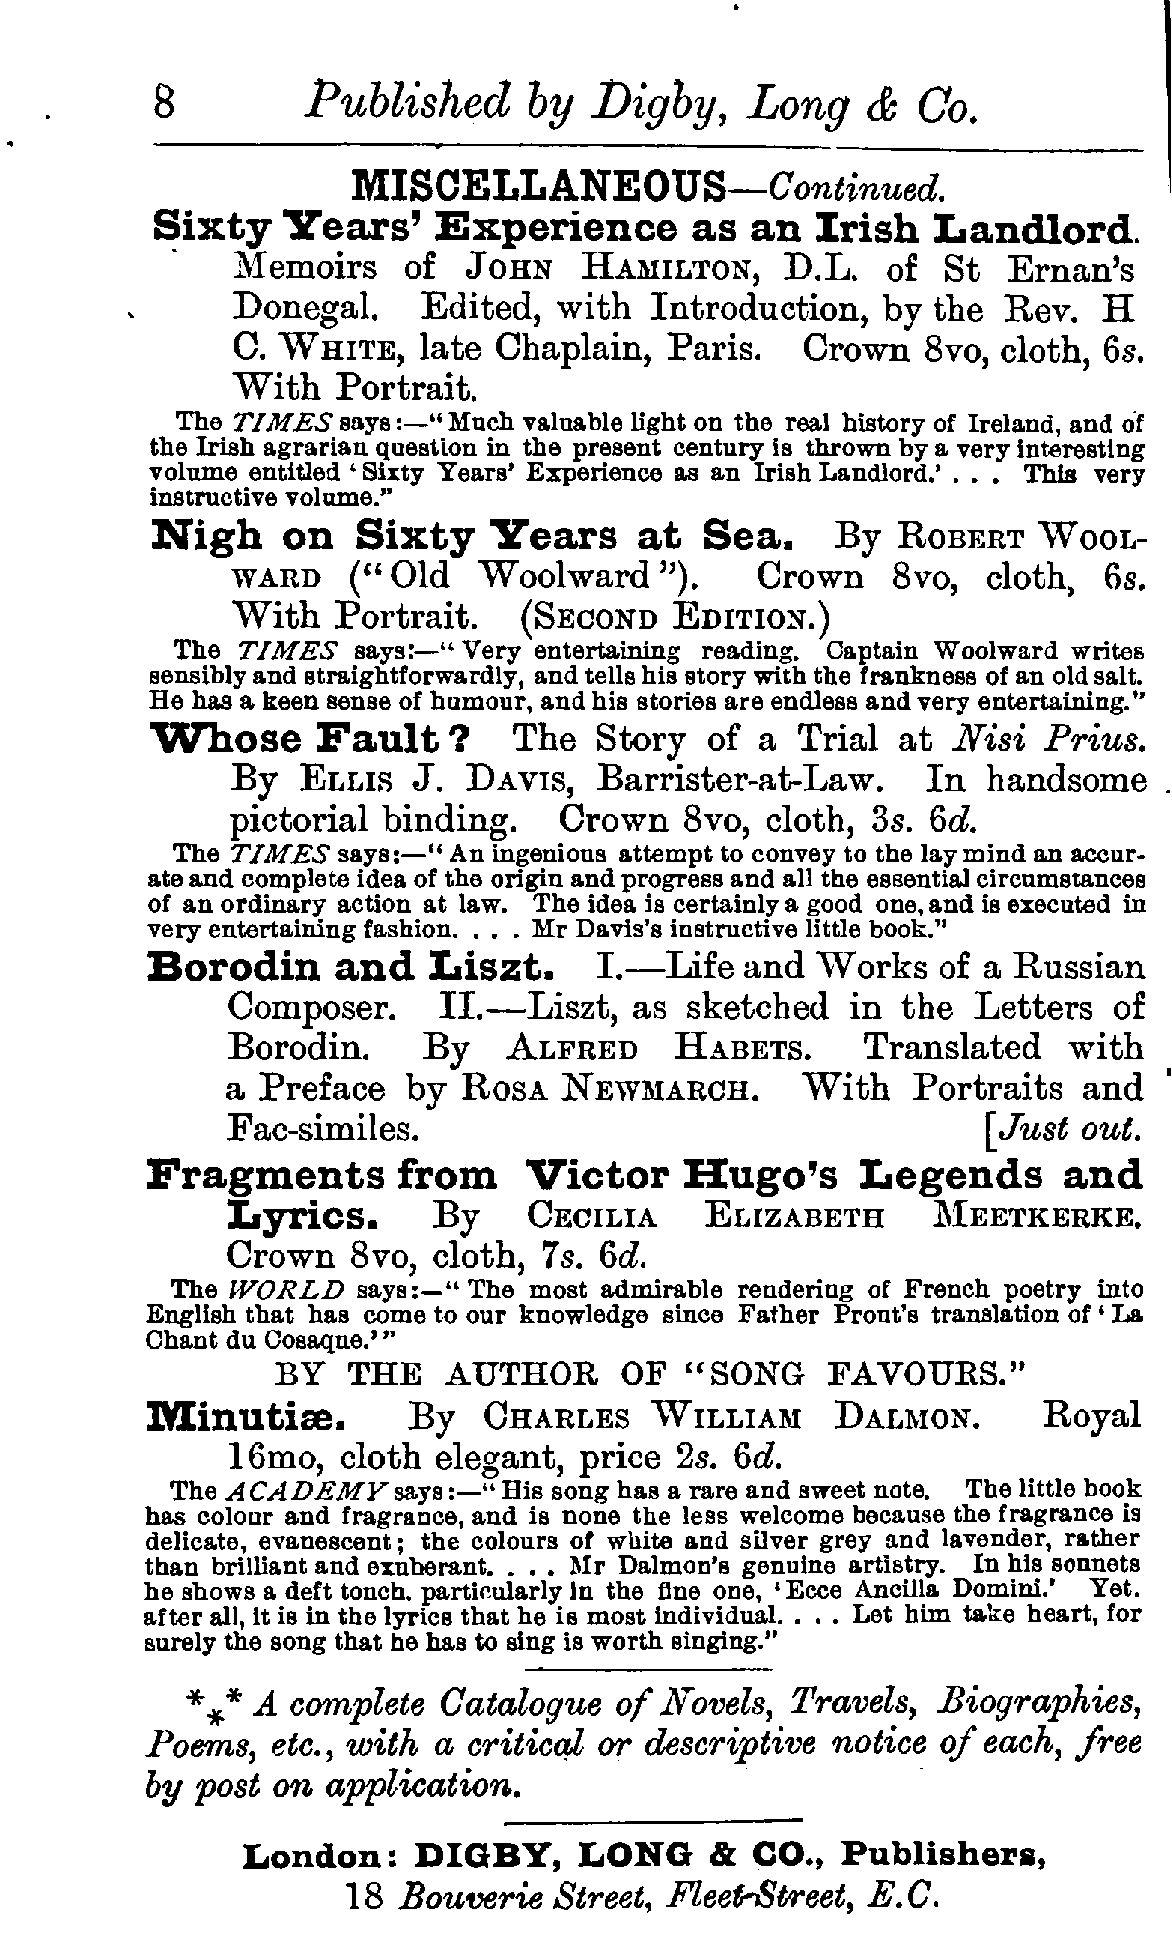 8 Published by Digby, Long & Co.
MISCELLANEOUS—Continued.
Sixty Years' Experience as an Irish Landlord.
Memoirs of JOHN HAMILTON, D.L. of St Ernan's
Donegal. Edited, with Introduction, by the Rev. H
C. WHITE, late Chaplain, Paris. Crown 8vo, cloth, 6s.
With Portrait.
The TIMES says:—"Much valuable light on the real history of Ireland, and of
the Irish agrarian question in the present century is thrown by a very interesting
volume entitled 'Sixty Years' Experience as an Irish Landlord.' . . . This very
instructive volume."
Nigh on Sixty Years at Sea. By ROBERT WOOL-
WARD ("Old Woolward"). Crown 8vo, cloth, 6s.
With Portrait. (SECOND EDITION.)
The TIMES says:—"Very entertaining reading. Captain Woolward writes
sensibly and straightforwardly, and tells his story with the frankness of an old salt.
He has a keen sense of humour, and his stories are endless and very entertaining."
Whose Fault? The Story of a Trial at Nisi Prius.
By ELLIS J. DAVIS, Barrister-at-Law. In handsome
pictorial binding. Crown 8vo, cloth, 3s. 6d.
The TIMES says:—"An ingenious attempt to convey to the lay mind an accur-
ate and complete idea of the origin and progress and all the essential circumstances
of an ordinary action at law. The idea is certainly a good one, and is executed in
very entertaining fashion. . . . Mr Davis's instructive little book."
Borodin and Liszt. I.—Life and Works of a Russian
Composer. II.—Liszt, as sketched in the Letters of
Borodin. By ALFRED HABETS. Translated with
a Preface by ROSA NEWMARCH. With Portraits and
Fac-similes. [Just out.
Fragments from Victor Hugo's Legends and
Lyrics. By CECILIA ELIZABETH MEETKERKE.
Crown 8vo, cloth, 7s. 6d.
The WORLD says:—"The most admirable rendering of French poetry into
English that has come to our knowledge since Father Prout's translation of 'La
Chant du Cosaque.'"
BY THE AUTHOR OF "SONG FAVOURS."
Minutiæ. By CHARLES WILLIAM DALMON. Royal
16mo, cloth elegant, price 2s. 6d.
The ACADEMY says:—"His song has a rare and sweet note. The little book
has colour and fragrance, and is none the less welcome because the fragrance is
delicate, evanescent; the colours of white and silver grey and lavender, rather
than brilliant and exuberant. . . . Mr Dalmon's genuine artistry. In his sonnets
he shows a deft touch, particularly in the fine one, 'Ecce Ancilla Domini.' Yet.
after all, it is in the lyrics that he is most individual. . . . Let him take heart, for
surely the song that he has to sing is worth singing."
*** A complete Catalogue of Novels, Travels, Biographies,
Poems, etc., with a critical or descriptive notice of each, free
by post on application.
London: DIGBY, LONG & CO., Publishers,
18 Bouverie Street, Fleet-Street, E.C.